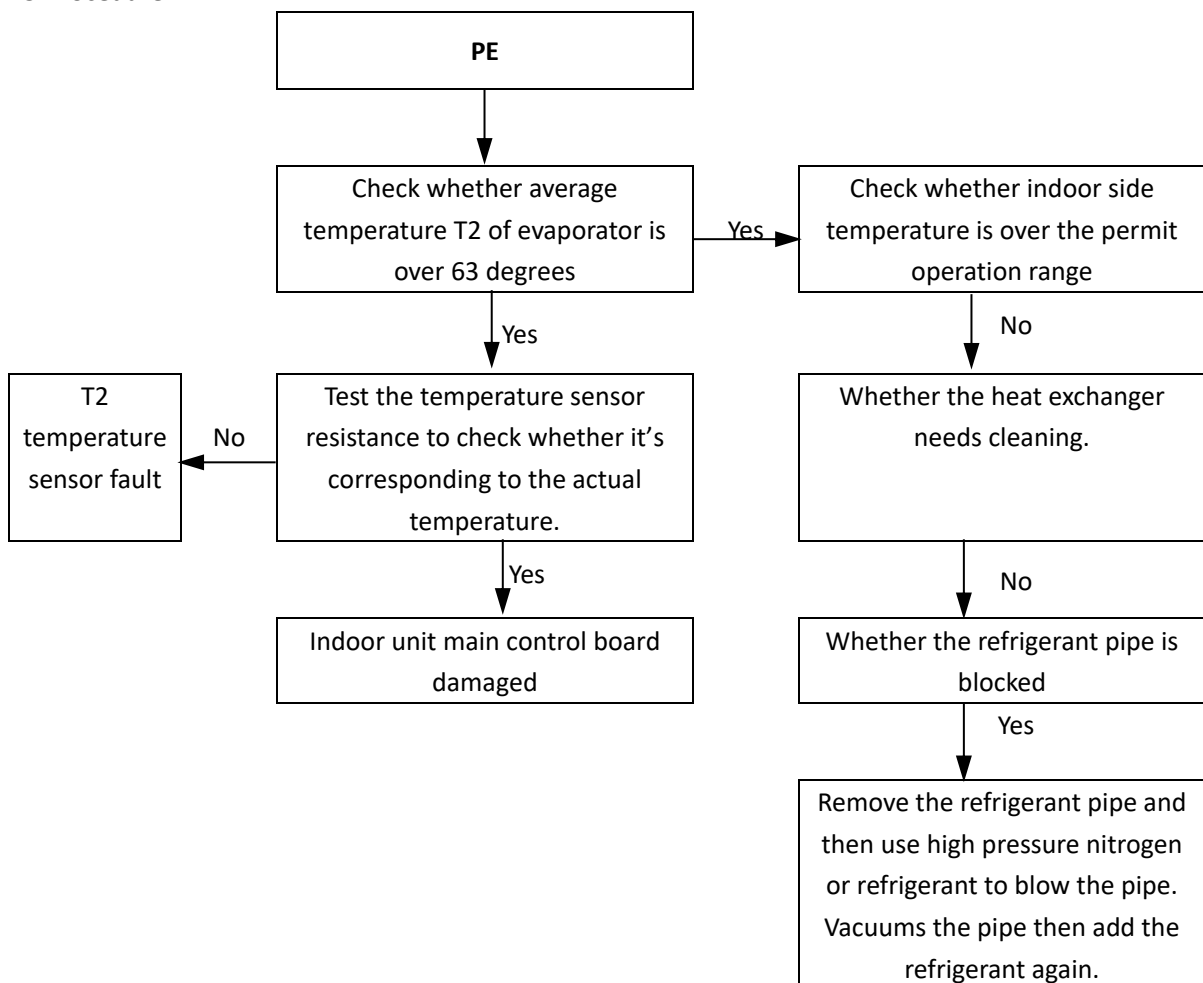 PE
Check whether average
temperature T2 of evaporator is
over 63 degrees
Yes
Check whether indoor side
temperature is over the permit
operation range
Yes
No
T2
temperature
sensor fault
No
Test the temperature sensor
resistance to check whether it’s
corresponding to the actual
temperature.
Whether the heat exchanger
needs cleaning.
Yes
No
Indoor unit main control board
damaged
Whether the refrigerant pipe is
blocked
Yes
Remove the refrigerant pipe and
then use high pressure nitrogen
or refrigerant to blow the pipe.
Vacuums the pipe then add the
refrigerant again.